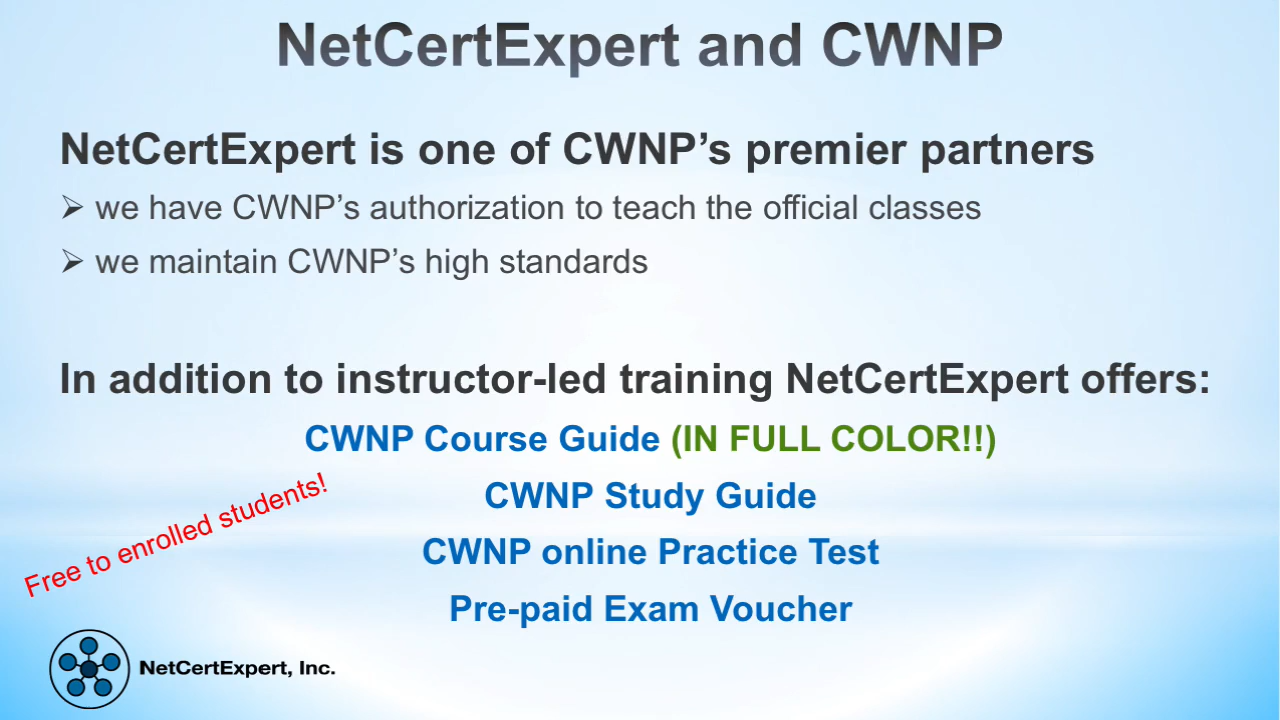 NetCertExpert and CWNP
NetCertExpert is one of CWNP’s premier partners
➢ we have CWNP’s authorization to teach the official classes
➢ we maintain CWNP’s high standards
In addition to instructor-led training NetCertExpert offers:
CWNP Course Guide (IN FULL COLOR!!)
CWNP Study Guide
CWNP online Practice Test
Pre-paid Exam Voucher
Free to enrolled students!
NetCertExpert, Inc.